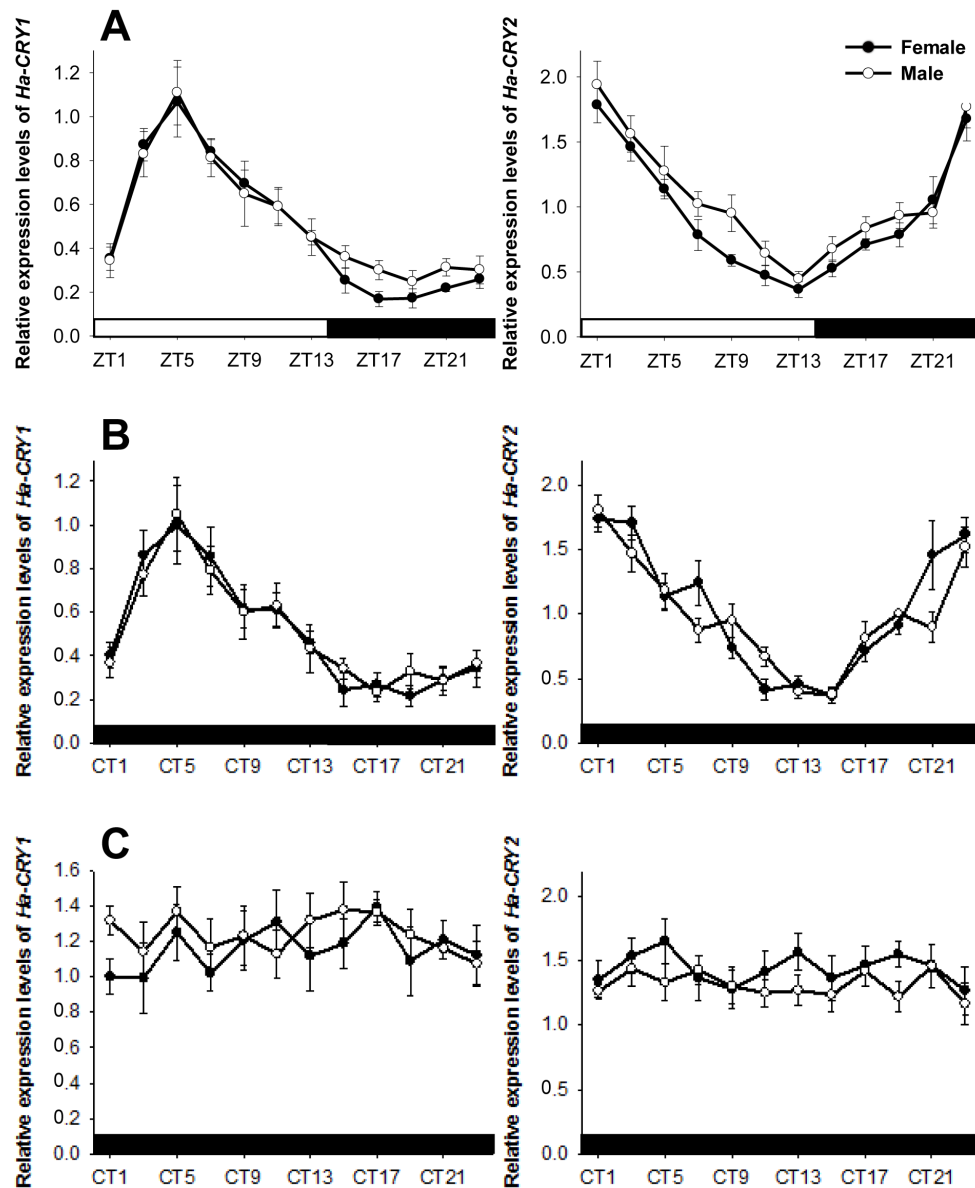 A
Relative expression levels of Ha-CRY1
1.2
1.0
0.8
0.6
0.4
0.2
0.0
ZT1 ZT5 ZT9 ZT13 ZT17 ZT21
Relative expression levels of Ha-CRY2
2.0
1.5
1.0
0.5
0.0
ZT1 ZT5 ZT9 ZT13 ZT17 ZT21
Female
Male
B
Relative expression levels of Ha-CRY1
1.2
1.0
0.8
0.6
0.4
0.2
0.0
CT1 CT5 CT9 CT13 CT17 CT21
Relative expression levels of Ha-CRY2
2.0
1.5
1.0
0.5
0.0
CT1 CT5 CT9 CT13 CT17 CT21
C
Relative expression levels of Ha-CRY1
1.6
1.4
1.2
1.0
0.8
0.6
0.4
0.2
0.0
CT1 CT5 CT9 CT13 CT17 CT21
Relative expression levels of Ha-CRY2
2.0
1.5
1.0
0.5
0.0
CT1 CT5 CT9 CT13 CT17 CT21